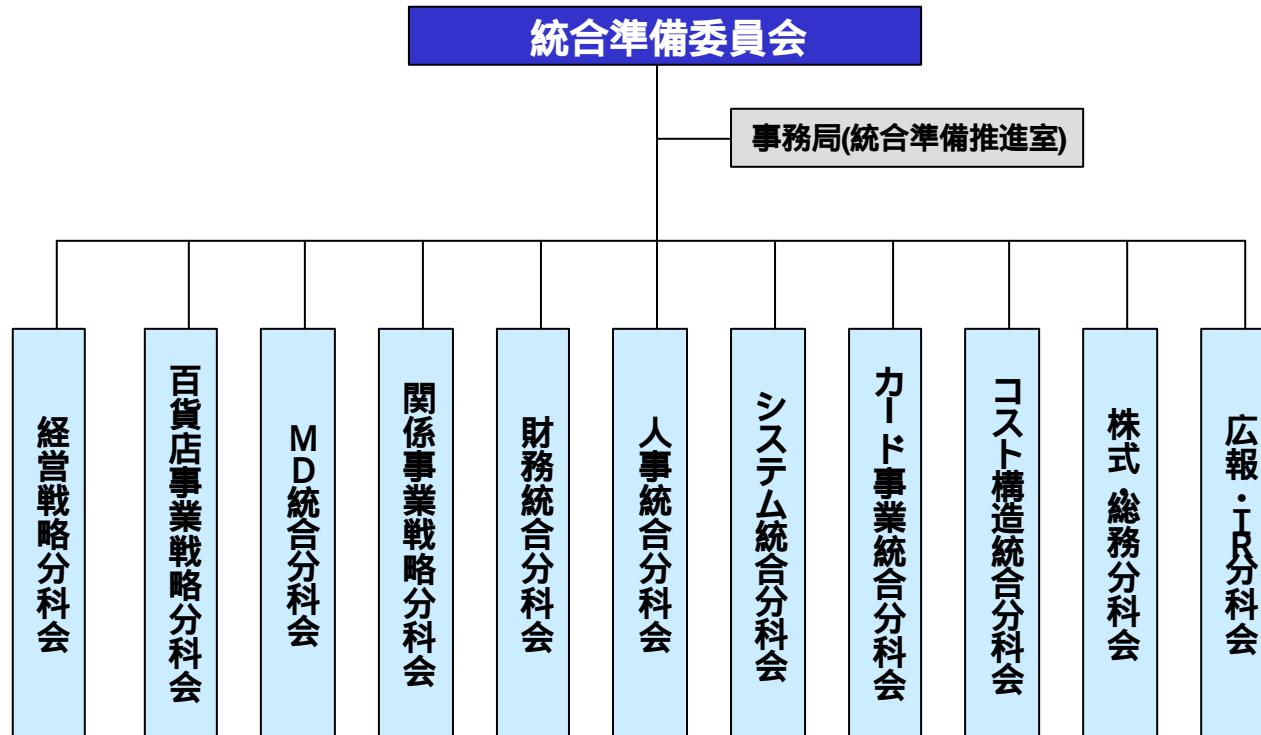 統合準備委員会
事務局(統合準備推進室)
経営戦略分科会
百貨店事業戦略分科会
MD統合分科会
関係事業戦略分科会
財務統合分科会
人事統合分科会
システム統合分科会
カード事業統合分科会
コスト構造統合分科会
株式・総務分科会
広報・IR分科会